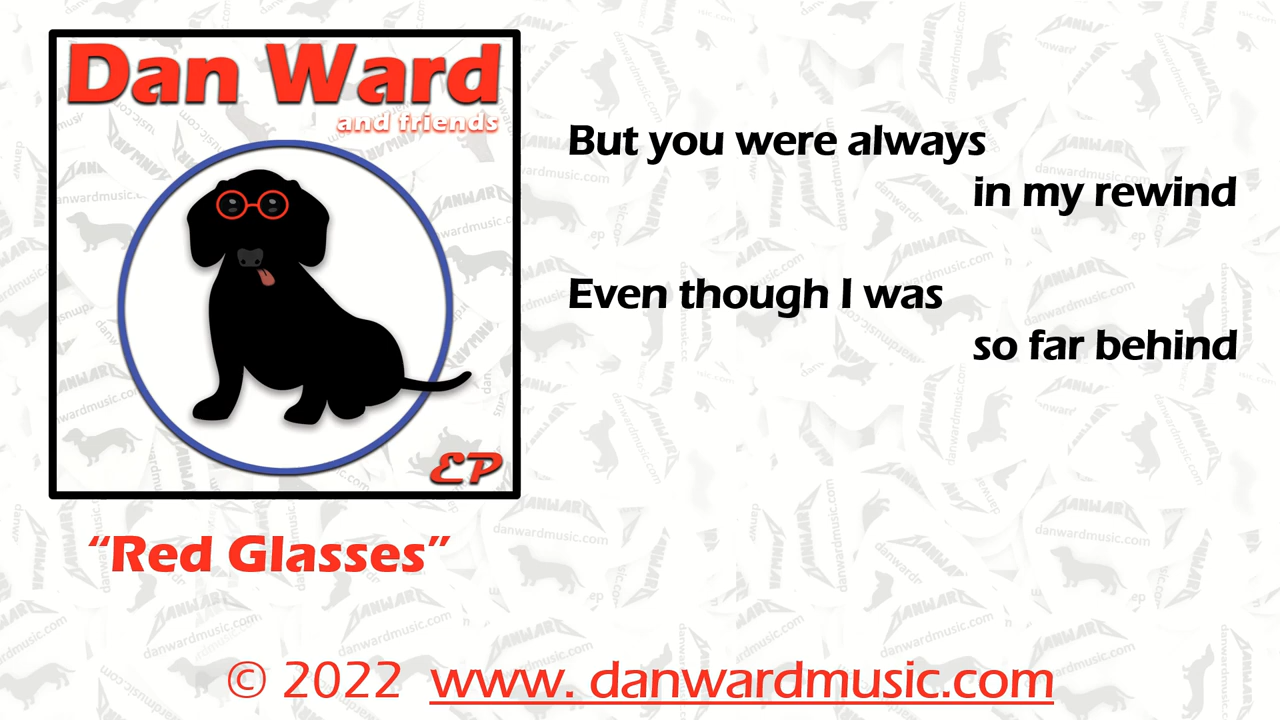 Dan Ward
and friends
EP
"Red Glasses"
But you were always
in my rewind
Even though I was
so far behind
© 2022 www. danwardmusic.com